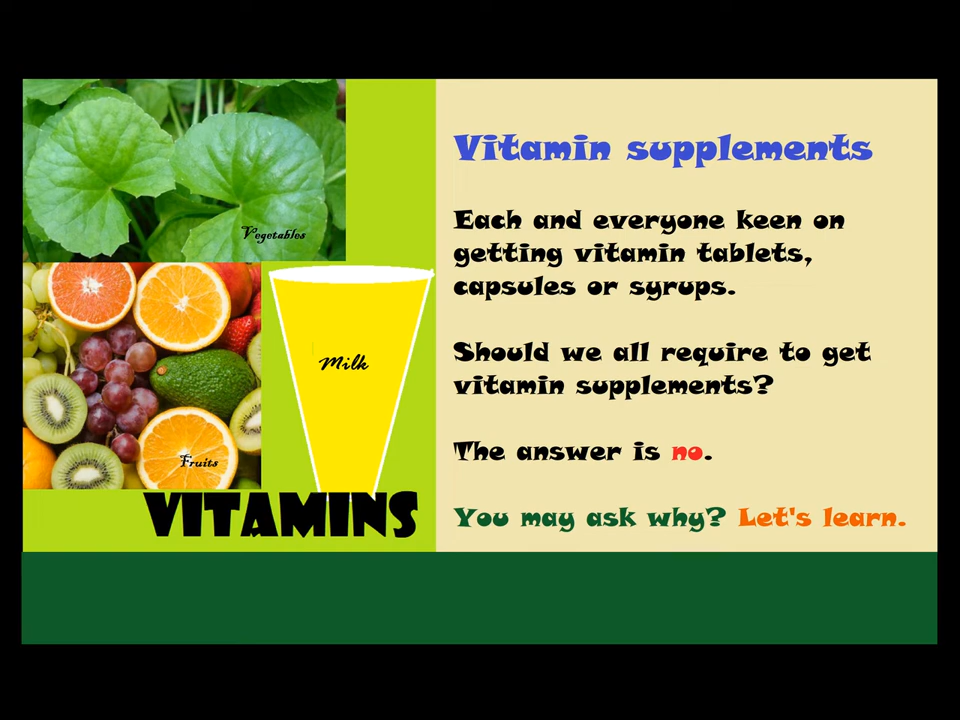 Vegetables
Milk
Fruits
VITAMINS
Vitamin supplements
Each and everyone keen on
getting vitamin tablets,
capsules or syrups.
Should we all require to get
vitamin supplements?
The answer is no.
You may ask why? Let's learn.